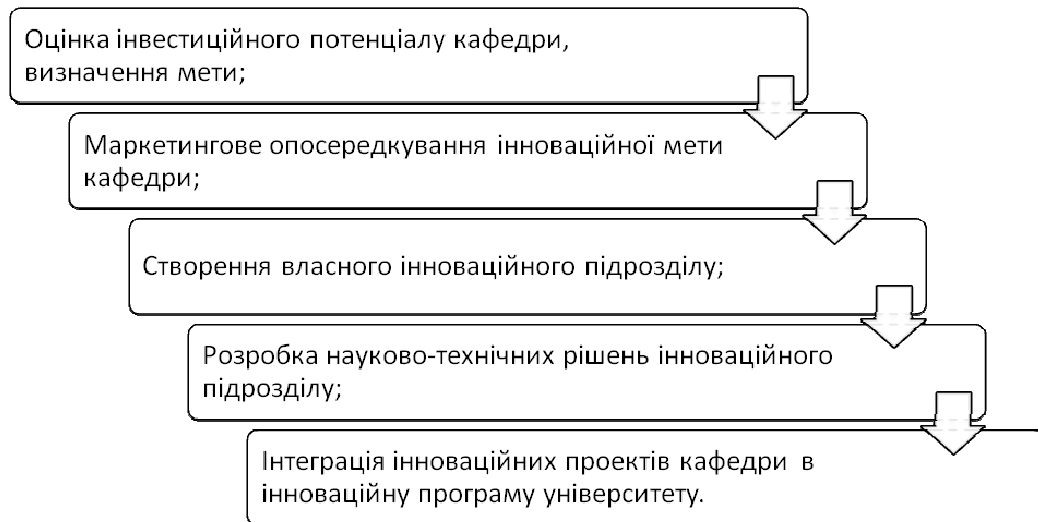 Оцінка інвестиційного потенціалу кафедри,
визначення мети;
Маркетингове опосередкування інноваційної мети
кафедри;
Створення власного інноваційного підрозділу;
Розробка науково-технічних рішень інноваційного
підрозділу;
Інтеграція інноваційних проектів кафедри в
інноваційну програму університету.